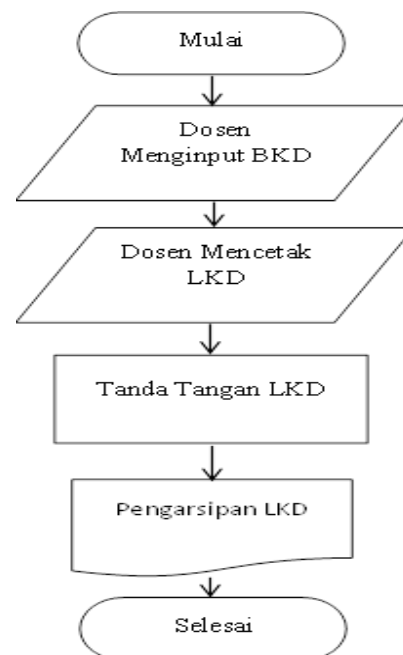 Mulai
Dosen
Menginput BKD
Dosen Mencetak
LKD
Tanda Tangan LKD
Pengarsipan LKD
Selesai